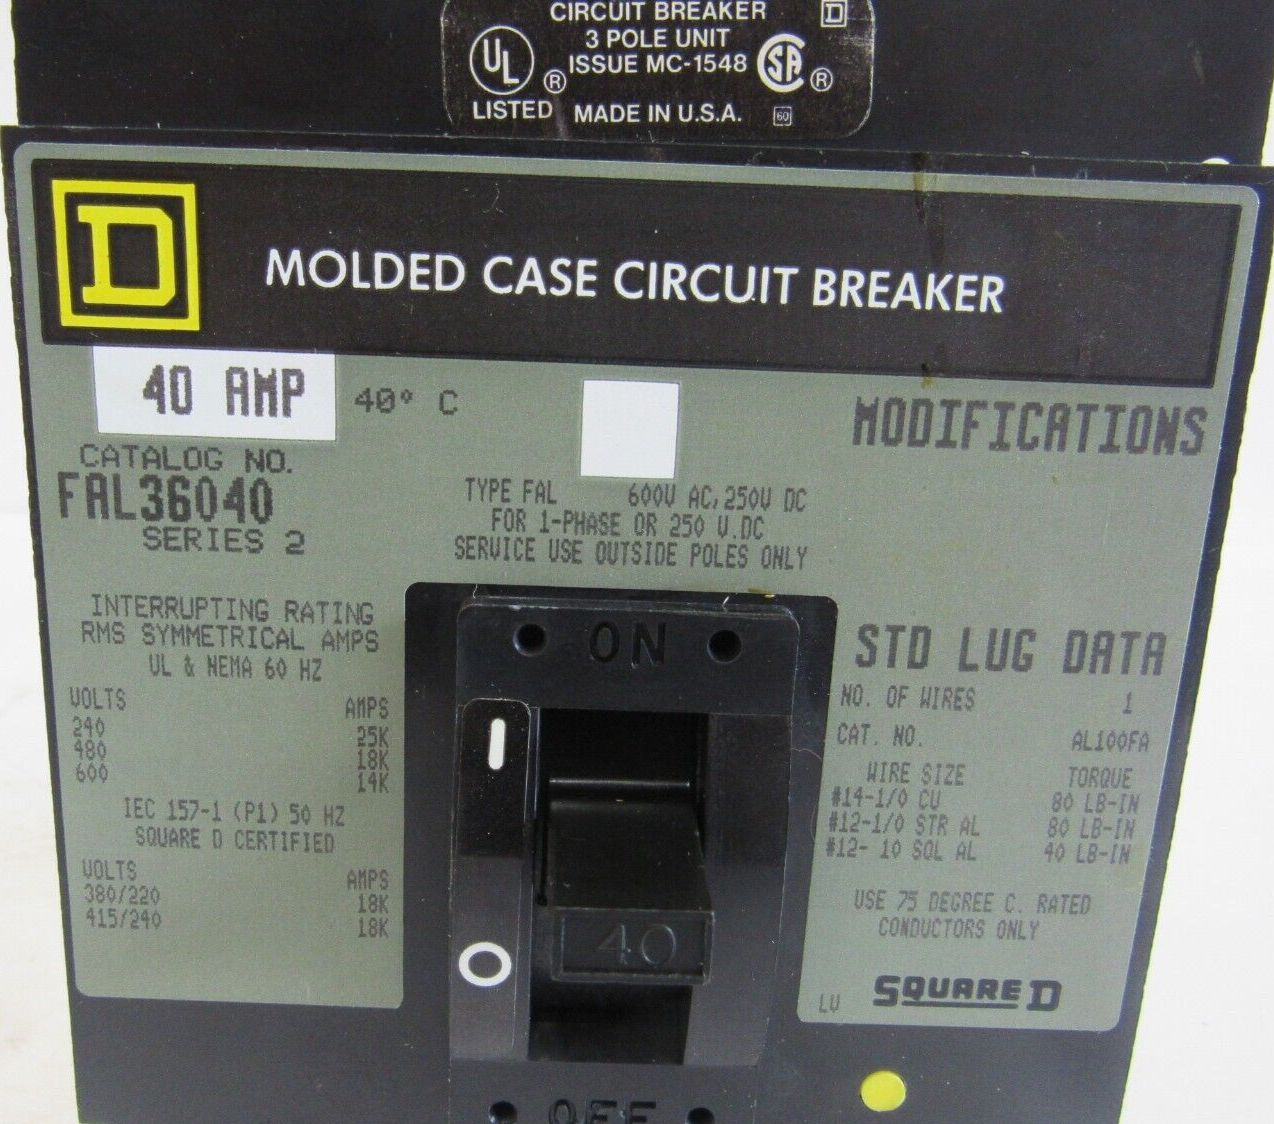 CIRCUIT BREAKER
3 POLE UNIT
ISSUE MC-1548
UL ® SA ®
LISTED MADE IN U.S.A. 60
D
D
MOLDED CASE CIRCUIT BREAKER
40 AMP 40° C
CATALOG NO.
FAL36040
SERIES 2
MODIFICATIONS
TYPE FAL 600V AC, 250V DC
FOR 1-PHASE OR 250 V.DC
SERVICE USE OUTSIDE POLES ONLY
INTERRUPTING RATING
RMS SYMMETRICAL AMPS
UL & NEMA 60 HZ
VOLTS AMPS
240 25K
480 18K
600 14K
IEC 157-1 (P1) 50 HZ
SQUARE D CERTIFIED
VOLTS AMPS
380/220 18K
415/240 18K
ON
I
40
O
OFF
STD LUG DATA
NO. OF WIRES 1
CAT. NO. AL100FA
WIRE SIZE TORQUE
#14-1/0 CU 80 LB-IN
#12-1/0 STR AL 80 LB-IN
#12- 10 SOL AL 40 LB-IN
USE 75 DEGREE C. RATED
CONDUCTORS ONLY
LV SQUARE D